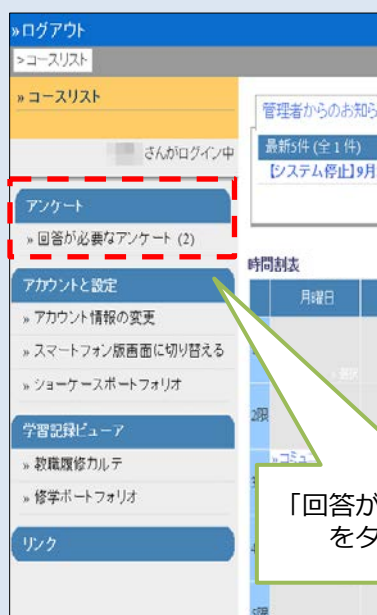 »ログアウト
>コースリスト
»コースリスト
さんがログイン中
アンケート
»回答が必要なアンケート (2)
アカウントと設定
»アカウント情報の変更
»スマートフォン版画面に切り替える
»ショーケースポートフォリオ
学習記録ビューア
»教職履修カルテ
»修学ポートフォリオ
リンク
管理者からのお知ら
最新5件 (全1件)
【システム停止】9月
時間割表
月曜日
»選択
2限
»コミュ
「回答が
をタ
5限